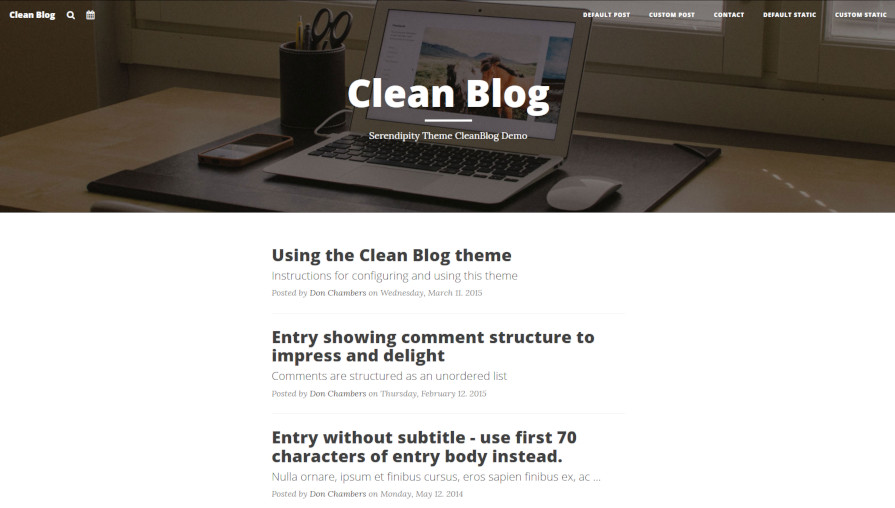 Clean Blog
DEFAULT POST CUSTOM POST CONTACT DEFAULT STATIC CUSTOM STATIC
Clean Blog
Serendipity Theme CleanBlog Demo
Using the Clean Blog theme
Instructions for configuring and using this theme
Posted by Don Chambers on Wednesday, March 11, 2015
Entry showing comment structure to
impress and delight
Comments are structured as an unordered list
Posted by Don Chambers on Thursday, February 12, 2015
Entry without subtitle - use first 70
characters of entry body instead.
Nulla ornare, ipsum et finibus cursus, eros sapien finibus ex, ac ...
Posted by Don Chambers on Monday, May 12, 2014